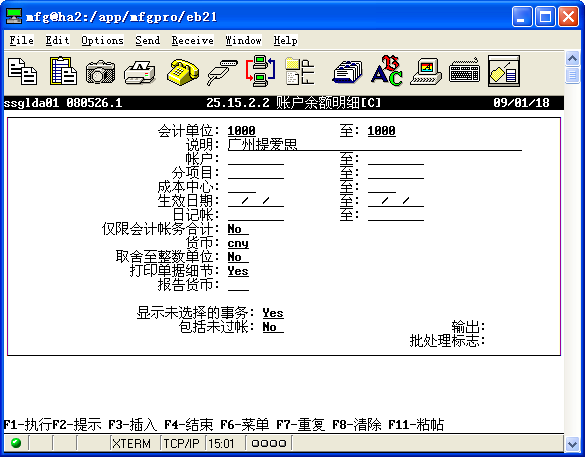 mfg@ha2:/app/mfgpro/eb21
File Edit Options Send Receive Window Help
ssglda01 080526.1 25.15.2.2 账户余额明细[C] 09/01/18
会计单位: 1000 至: 1000
说明: 广州提爱思
帐户: 至:
分项目: 至:
成本中心: 至:
生效日期: / / 至: / /
日记帐: 至:
仅限会计帐务合计: No
货币: cny
取舍至整数单位: No
打印单据细节: Yes
报告货币:
显示未选择的事务: Yes
包括未过帐: No 输出:
批处理标志:
F1-执行F2-提示 F3-插入 F4-结束 F6-菜单 F7-重复 F8-清除 F11-粘帖
XTERM TCP/IP 15:01